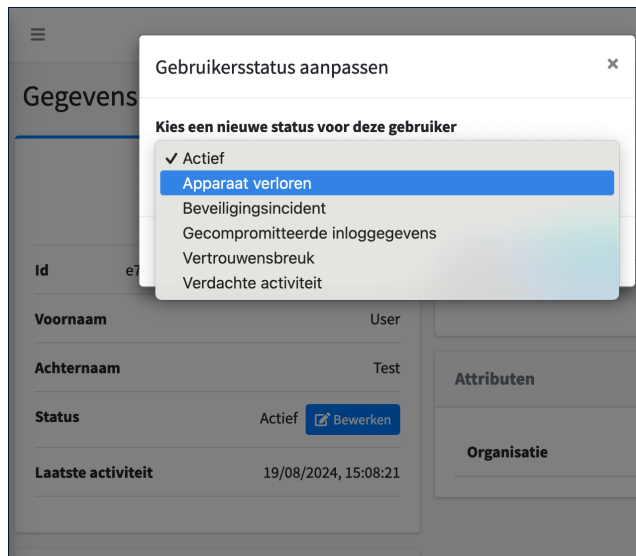 Gebruikersstatus aanpassen
×
Gegevens
Kies een nieuwe status voor deze gebruiker
✓ Actief
Apparaat verloren
Beveiligingsincident
Gecompromitteerde inloggegevens
Vertrouwensbreuk
Verdachte activiteit
Id e7
Voornaam User
Achternaam Test
Status Actief Bewerken
Laatste activiteit 19/08/2024, 15:08:21
Attributen
Organisatie